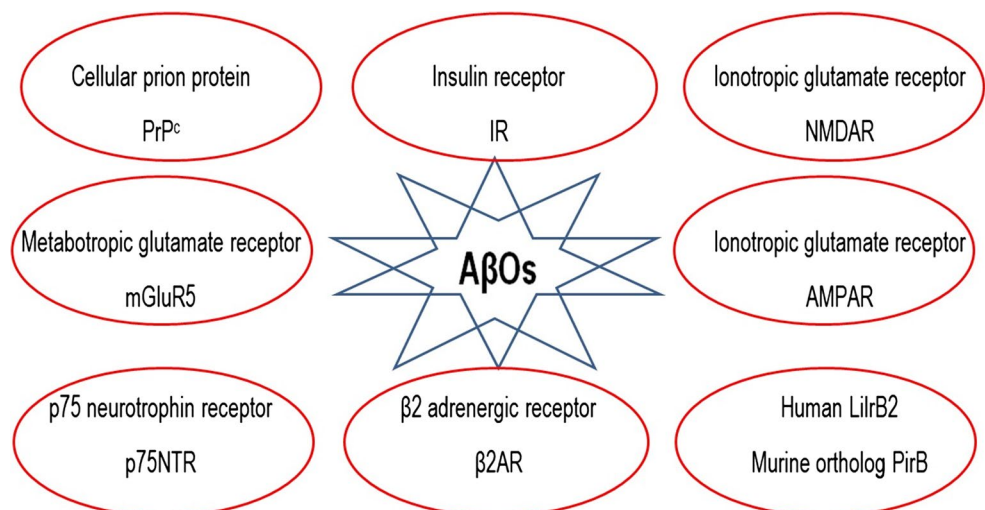 Cellular prion protein
PrPᶜ
Insulin receptor
IR
Ionotropic glutamate receptor
NMDAR
Metabotropic glutamate receptor
mGluR5
AβOs
Ionotropic glutamate receptor
AMPAR
p75 neurotrophin receptor
p75NTR
β2 adrenergic receptor
β2AR
Human LilrB2
Murine ortholog PirB